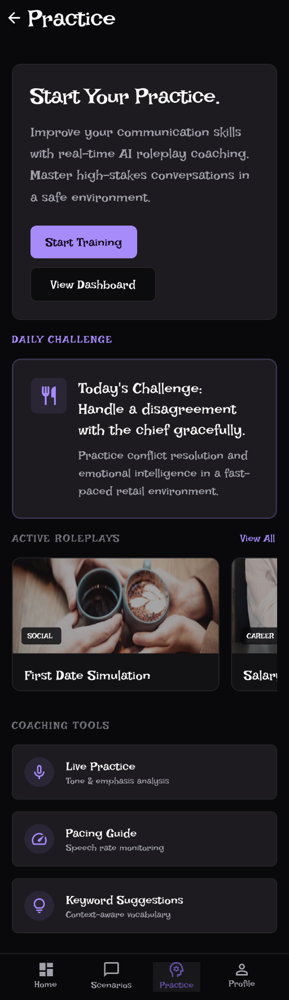 Practice
Start Your Practice.
Improve your communication skills
with real-time AI roleplay coaching.
Master high-stakes conversations in
a safe environment.
Start Training
View Dashboard
DAILY CHALLENGE
Today's Challenge:
Handle a disagreement
with the chief gracefully.
Practice conflict resolution and
emotional intelligence in a fast-
paced retail environment.
ACTIVE ROLEPLAYS
View All
SOCIAL
CAREER
First Date Simulation
COACHING TOOLS
Live Practice
Tone & emphasis analysis
Pacing Guide
Speech rate monitoring
Keyword Suggestions
Context-aware vocabulary
Home
Scenarios
Practice
Profile